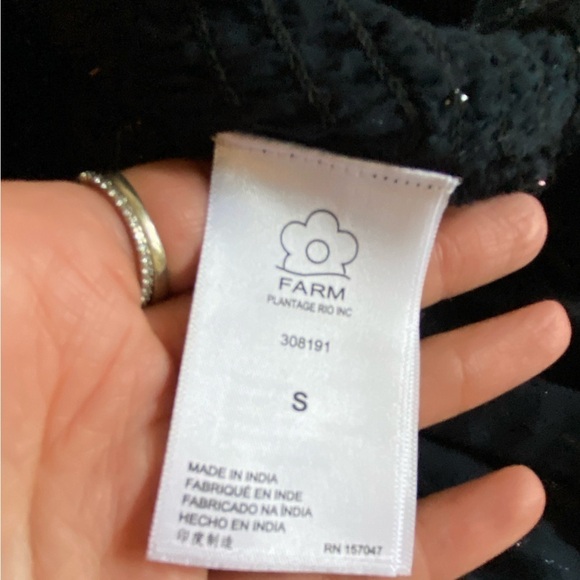 FARM
PLANTAGE RIO INC
308191
S
MADE IN INDIA
FABRIQUÉ EN INDE
FABRICADO NA ÍNDIA
HECHO EN INDIA
印度制造
RN 157047